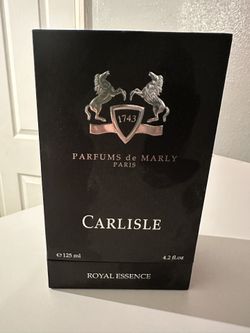 1743
PARFUMS de MARLY
PARIS
CARLISLE
℮ 125 ml 4.2 fl.oz
ROYAL ESSENCE